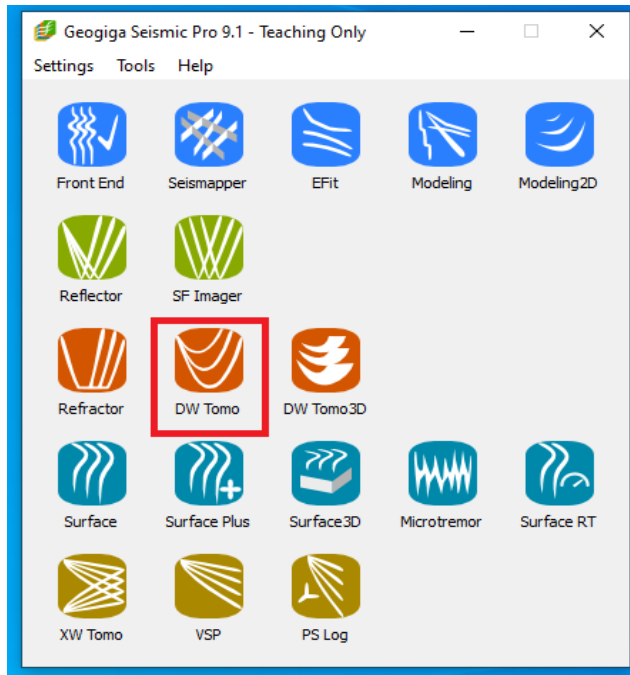 Geogiga Seismic Pro 9.1 - Teaching Only
Settings Tools Help
Front End Seismapper EFit Modeling Modeling2D
Reflector SF Imager
Refractor DW Tomo DW Tomo3D
Surface Surface Plus Surface3D Microtremor Surface RT
XW Tomo VSP PS Log